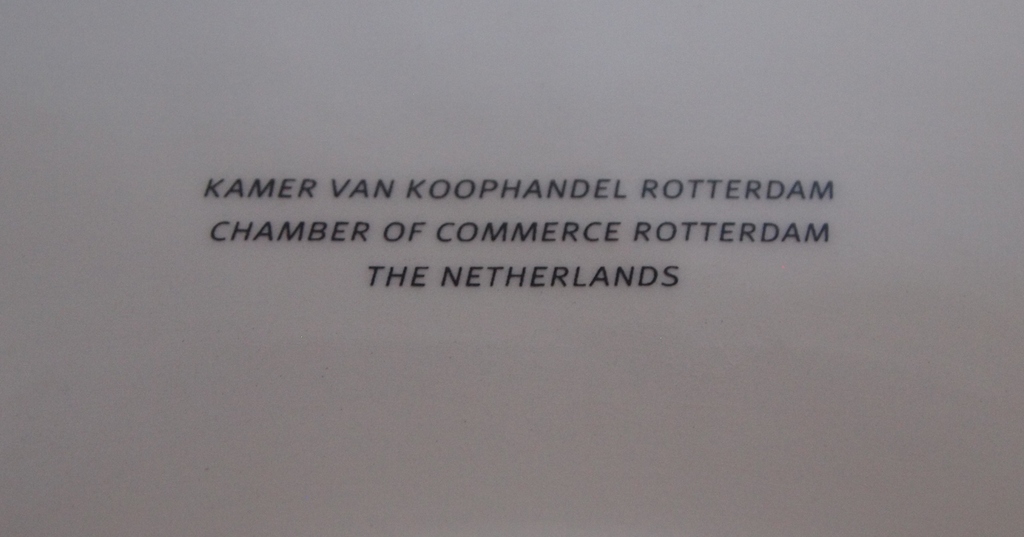 KAMER VAN KOOPHANDEL ROTTERDAM
CHAMBER OF COMMERCE ROTTERDAM
THE NETHERLANDS